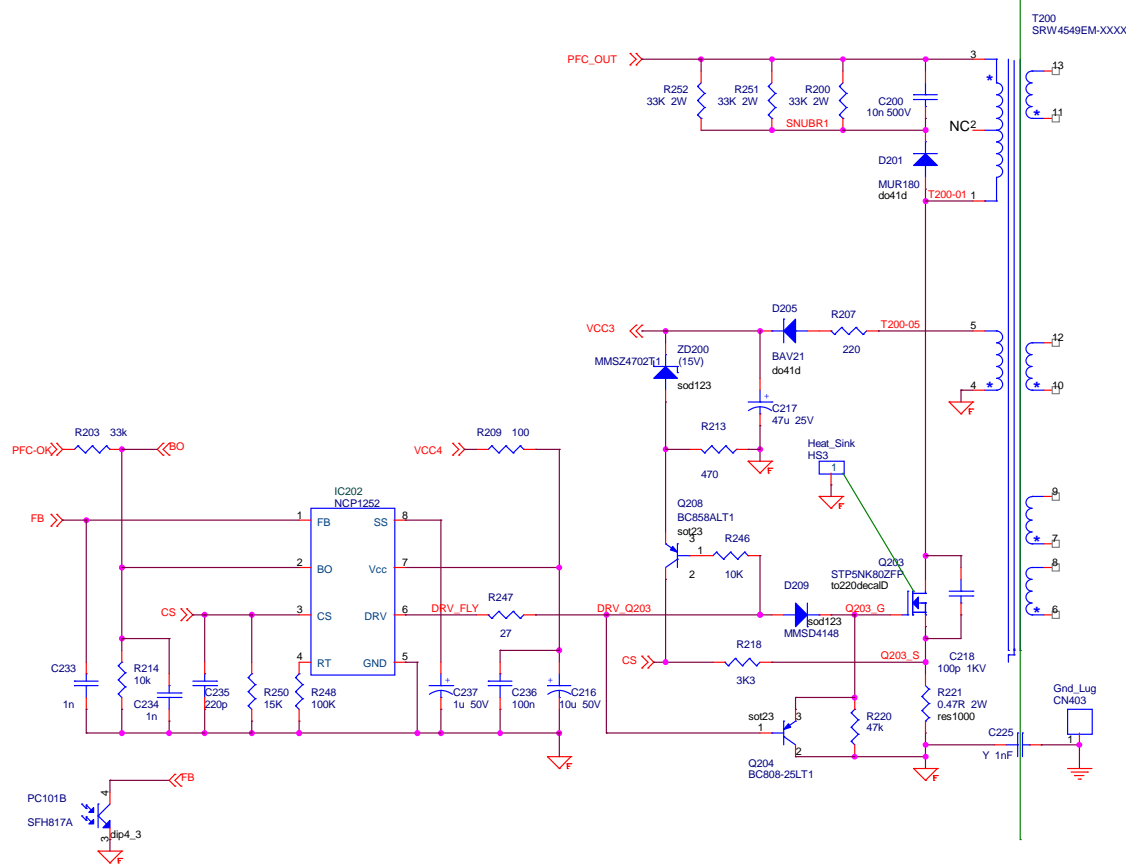 T200
SRW4549EM-XXXX
PFC_OUT
3
13
R252
33K 2W
R251
33K 2W
R200
33K 2W
C200
10n 500V
*
*
11
SNUBR1
NC
2
D201
MUR180
do41d
T200-01
1
D205
R207
VCC3
T200-05
5
12
ZD200
MMSZ4702T1
(15V)
sod123
BAV21
do41d
220
4
*
*
10
C217
47u 25V
+
R203 33k
R209 100
R213
470
Heat_Sink
HS3
PFC-OK
BO
VCC4
1
F
F
F
IC202
NCP1252
9
FB
1
FB
SS
8
Q208
BC858ALT1
sot23
3
1
2
R246
10K
*
7
2
BO
Vcc
7
D209
Q203
STP5NK80ZFP
to220decalD
8
CS
3
CS
DRV
6
DRV_FLY
R247
27
DRV_Q203
sod123
MMSD4148
Q203_G
*
6
4
RT
GND
5
CS
R218
3K3
Q203_S
C218
100p 1KV
C233
1n
R214
10k
C234
1n
C235
220p
R250
15K
R248
100K
+
C237
1u 50V
C236
100n
+
C216
10u 50V
R221
0.47R 2W
res1000
Gnd_Lug
CN403
sot23
3
1
2
R220
47k
C225
Y 1nF
1
Q204
BC808-25LT1
F
F
FB
PC101B
4
SFH817A
3
dip4_3
F